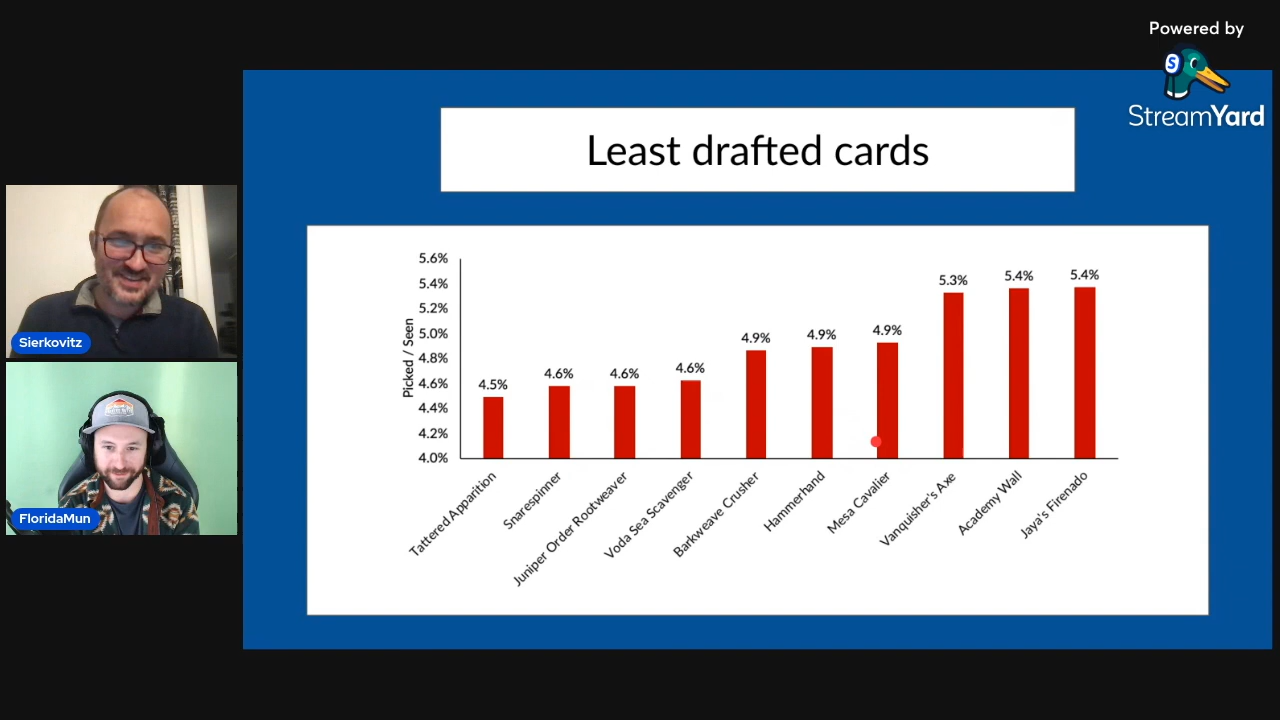 Powered by
S
StreamYard
Least drafted cards
Picked / Seen
5.6%
5.4%
5.2%
5.0%
4.8%
4.6%
4.4%
4.2%
4.0%
4.5%
4.6%
4.6%
4.6%
4.9%
4.9%
4.9%
5.3%
5.4%
5.4%
Tattered Apparition
Snarespinner
Juniper Order Rootweaver
Voda Sea Scavenger
Barkweave Crusher
Hammerhand
Mesa Cavalier
Vanquisher's Axe
Academy Wall
Jaya's Firenado
Sierkovitz
FloridaMun